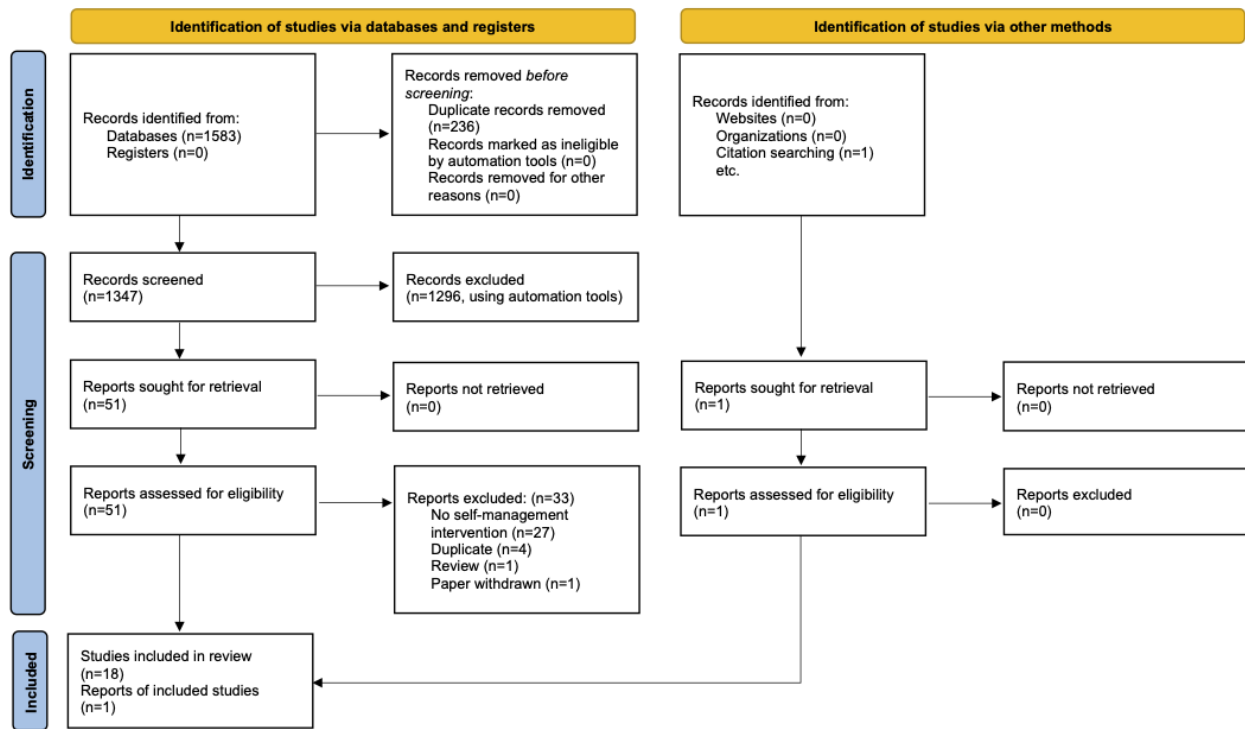 Identification of studies via databases and registers
Identification of studies via other methods
Identification
Records identified from:
Databases (n=1583)
Registers (n=0)
Records removed before
screening:
Duplicate records removed
(n=236)
Records marked as ineligible
by automation tools (n=0)
Records removed for other
reasons (n=0)
Records identified from:
Websites (n=0)
Organizations (n=0)
Citation searching (n=1)
etc.
Screening
Records screened
(n=1347)
Records excluded
(n=1296, using automation tools)
Reports sought for retrieval
(n=51)
Reports not retrieved
(n=0)
Reports sought for retrieval
(n=1)
Reports not retrieved
(n=0)
Reports assessed for eligibility
(n=51)
Reports excluded: (n=33)
No self-management
intervention (n=27)
Duplicate (n=4)
Review (n=1)
Paper withdrawn (n=1)
Reports assessed for eligibility
(n=1)
Reports excluded
(n=0)
Included
Studies included in review
(n=18)
Reports of included studies
(n=1)